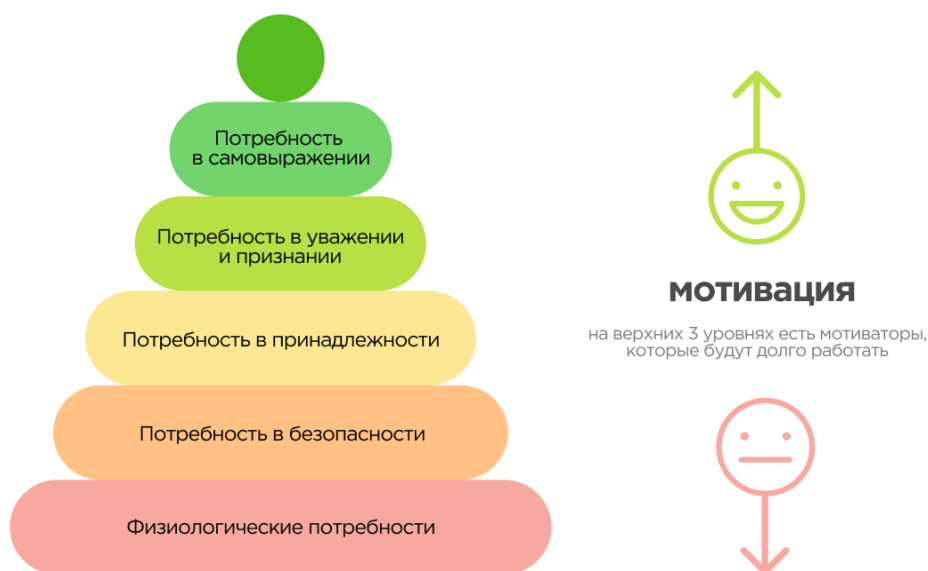 Потребность
в самовыражении
Потребность в уважении
и признании
Потребность в принадлежности
Потребность в безопасности
Физиологические потребности
мотивация
на верхних 3 уровнях есть мотиваторы,
которые будут долго работать